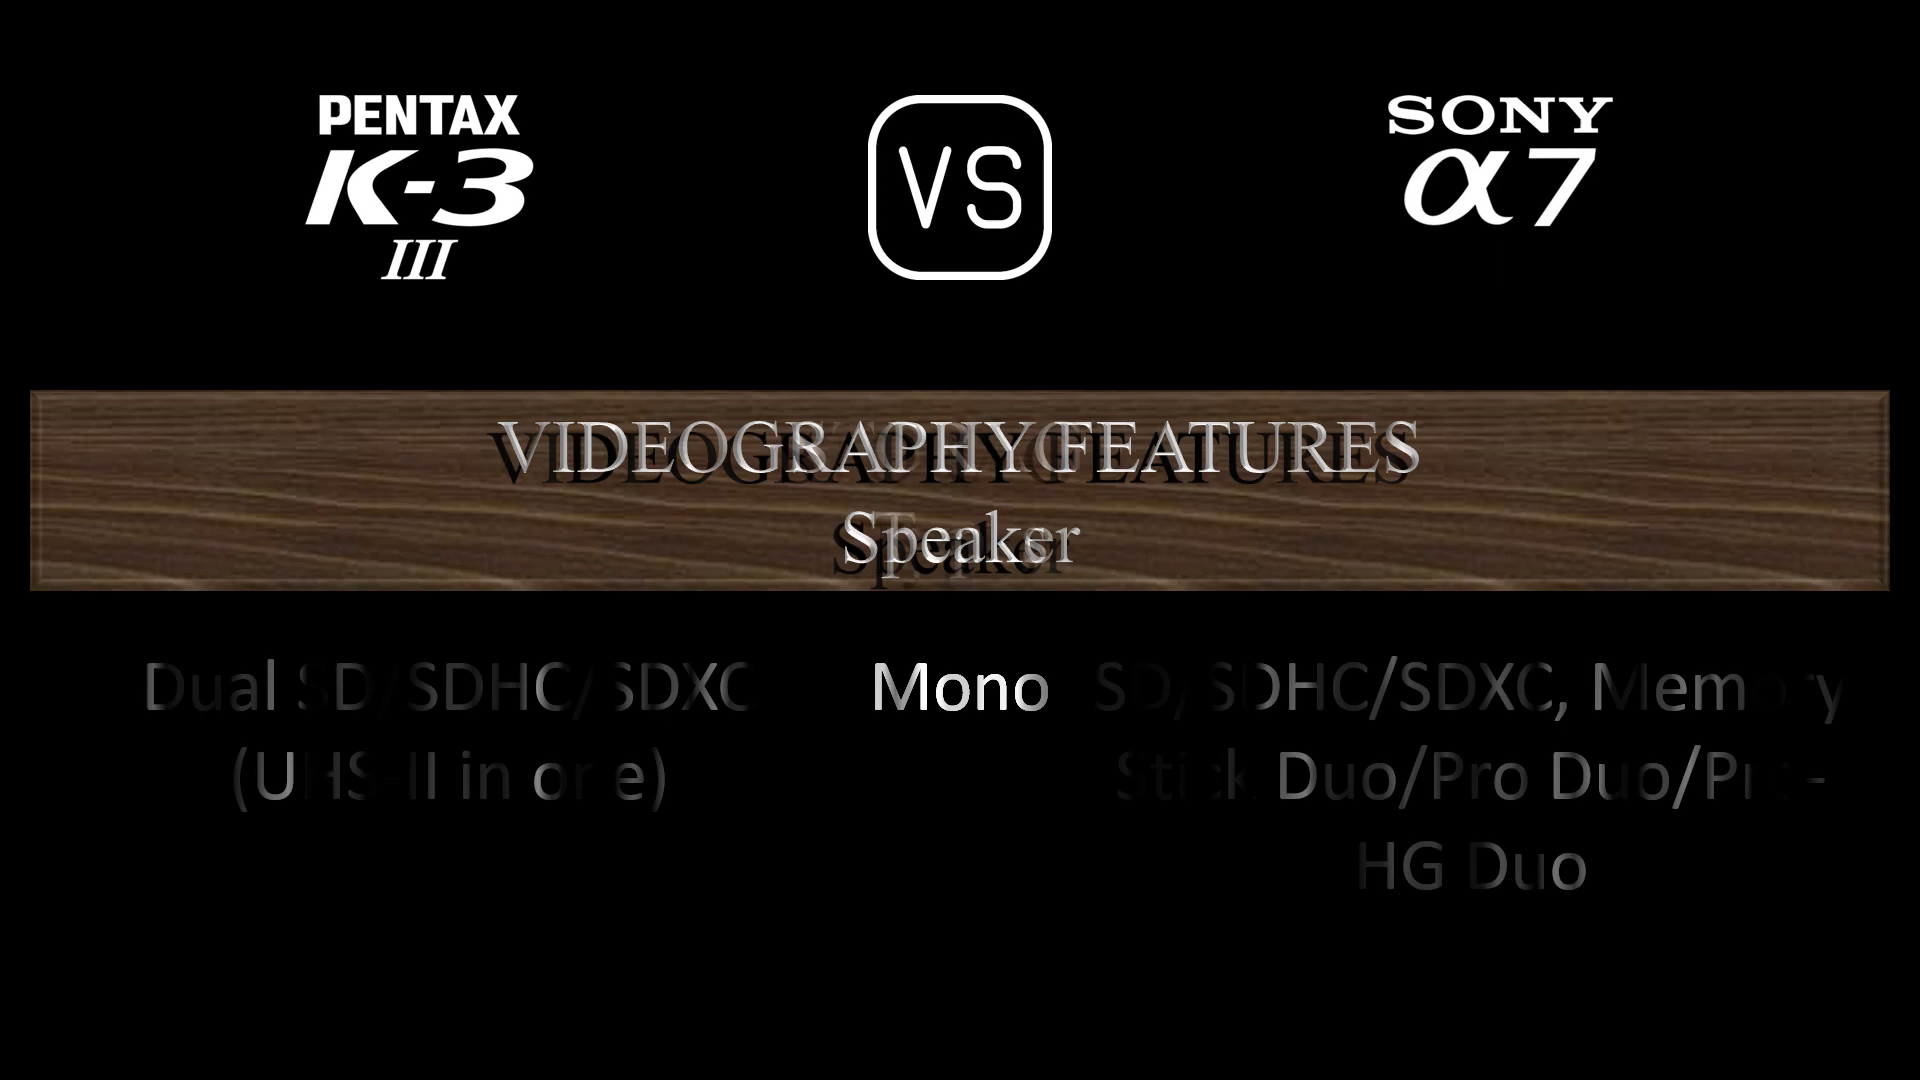 PENTAX
K-3
III
VS
SONY
α7
VIDEOGRAPHY FEATURES
Speaker
Dual SD/SDHC/SDXC
(UHS-II in one)
Mono
SD/SDHC/SDXC, Memory
Stick Duo/Pro Duo/Pro-
HG Duo